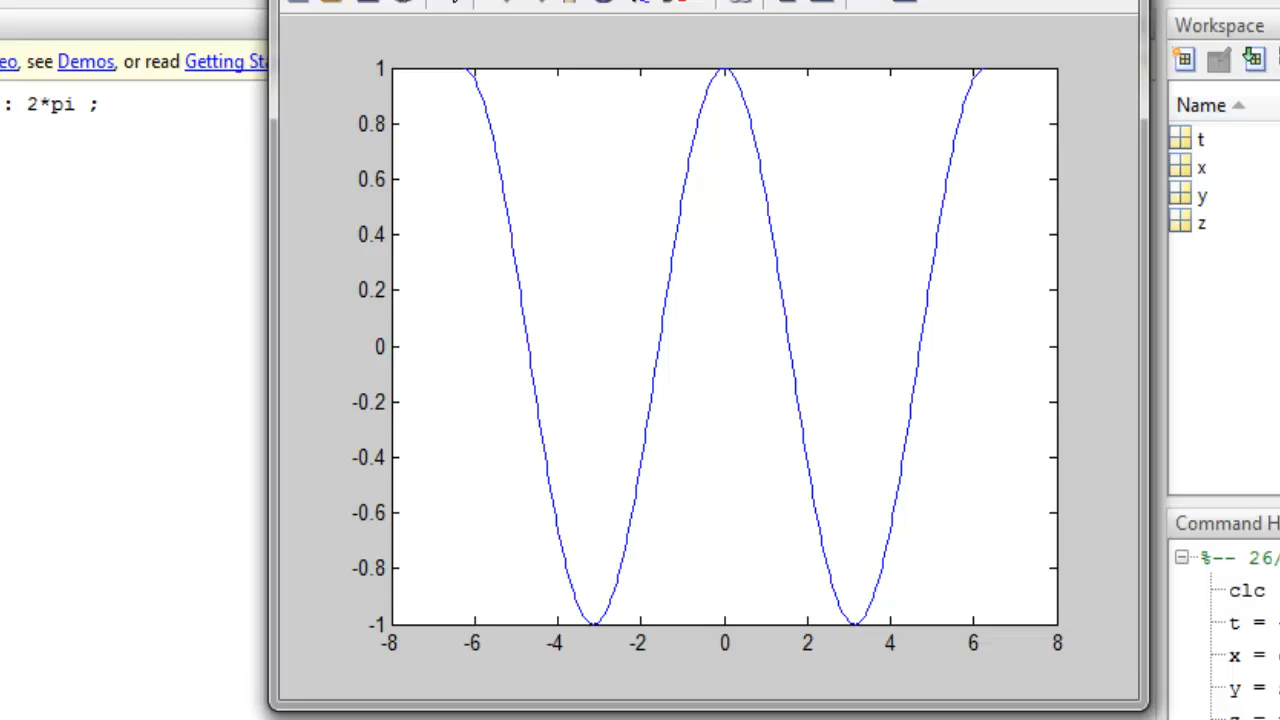 eo, see Demos, or read Getting Sta
: 2*pi ;
1
0.8
0.6
0.4
0.2
0
-0.2
-0.4
-0.6
-0.8
-1
-8 -6 -4 -2 0 2 4 6 8
Workspace
Name
t
x
y
z
Command H
%-- 26/
clc
t =
x =
y =